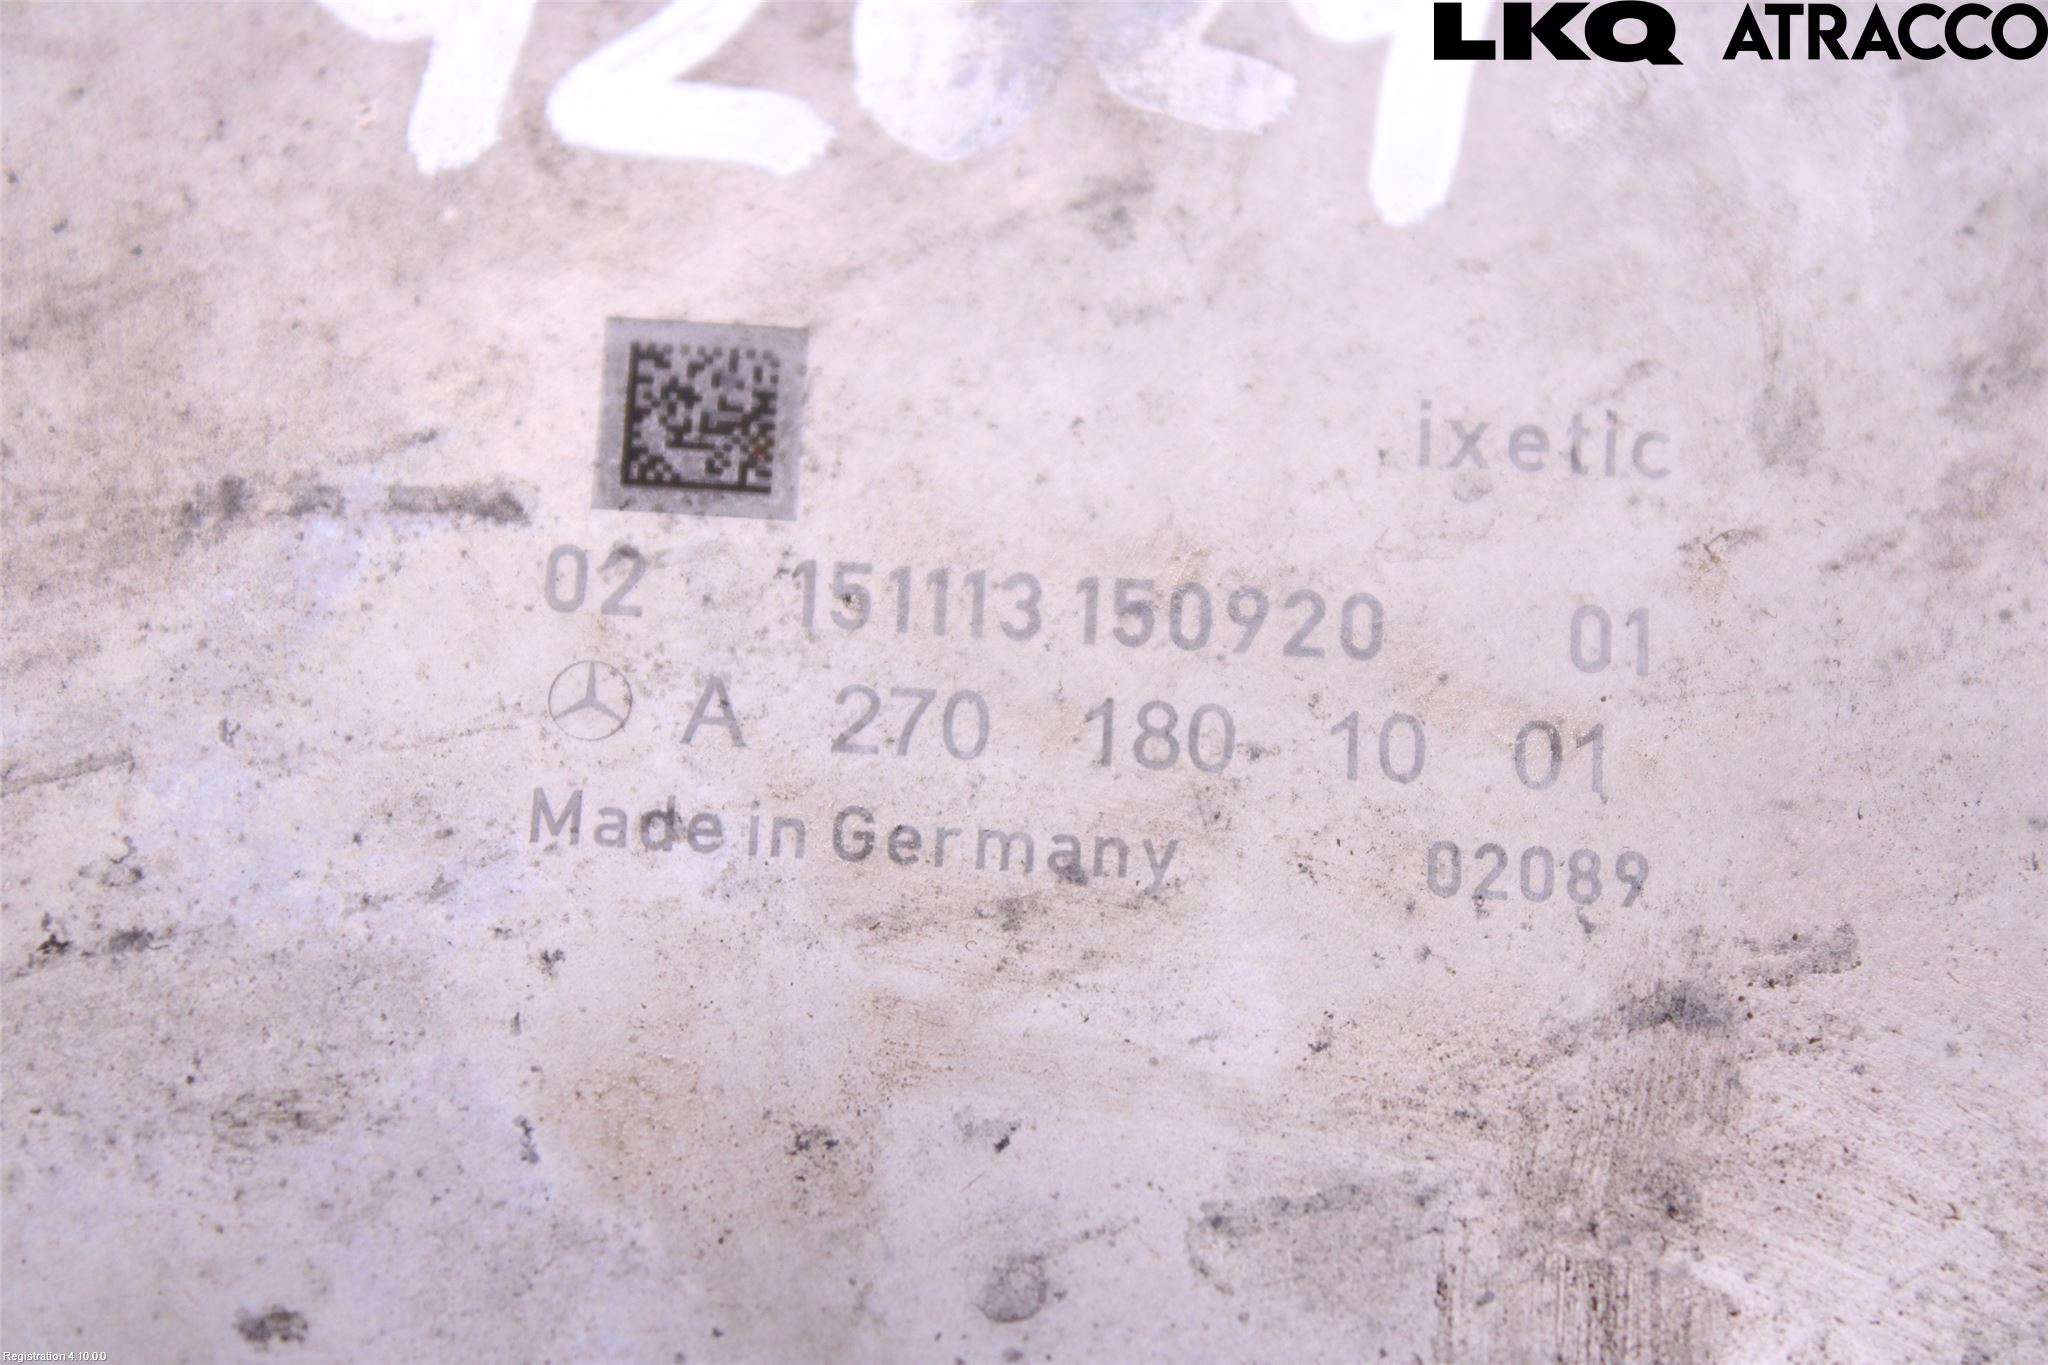 LKQ ATRACCO
ixetic
02 151113 150920 01
A 270 180 10 01
Made in Germany
02089
Registration 4.10.0.0